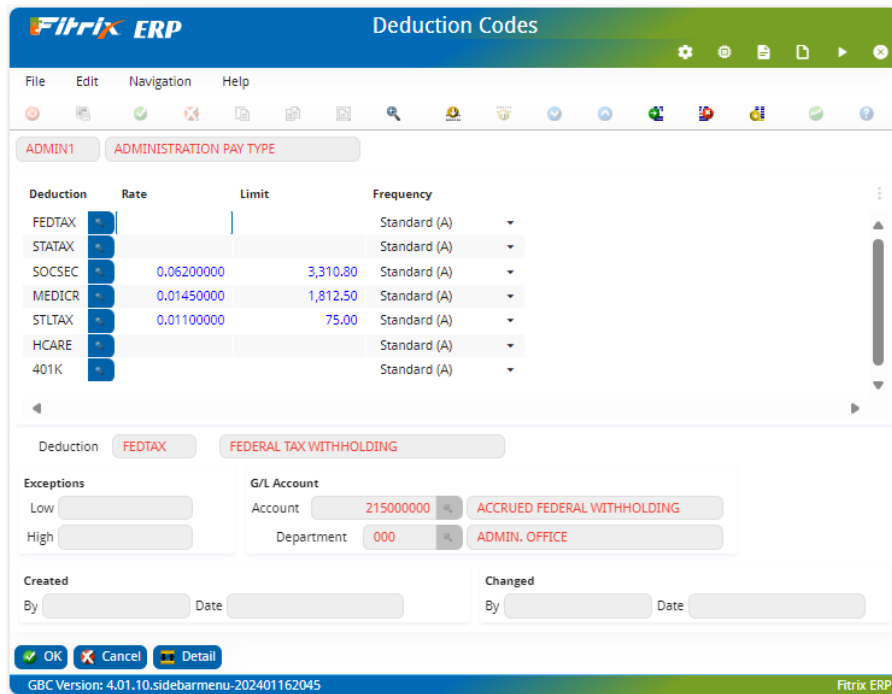 Fitrix ERP
Deduction Codes
File Edit Navigation Help
ADMIN1 ADMINISTRATION PAY TYPE
Deduction Rate Limit Frequency
FEDTAX Standard (A)
STATAX Standard (A)
SOCSEC 0.06200000 3,310.80 Standard (A)
MEDICR 0.01450000 1,812.50 Standard (A)
STLTAX 0.01100000 75.00 Standard (A)
HCARE Standard (A)
401K Standard (A)
Deduction FEDTAX FEDERAL TAX WITHHOLDING
Exceptions G/L Account
Low Account 215000000 ACCRUED FEDERAL WITHHOLDING
High Department 000 ADMIN. OFFICE
Created Changed
By Date By Date
OK Cancel Detail
GBC Version: 4.01.10.sidebarmenu-202401162045 Fitrix ERP